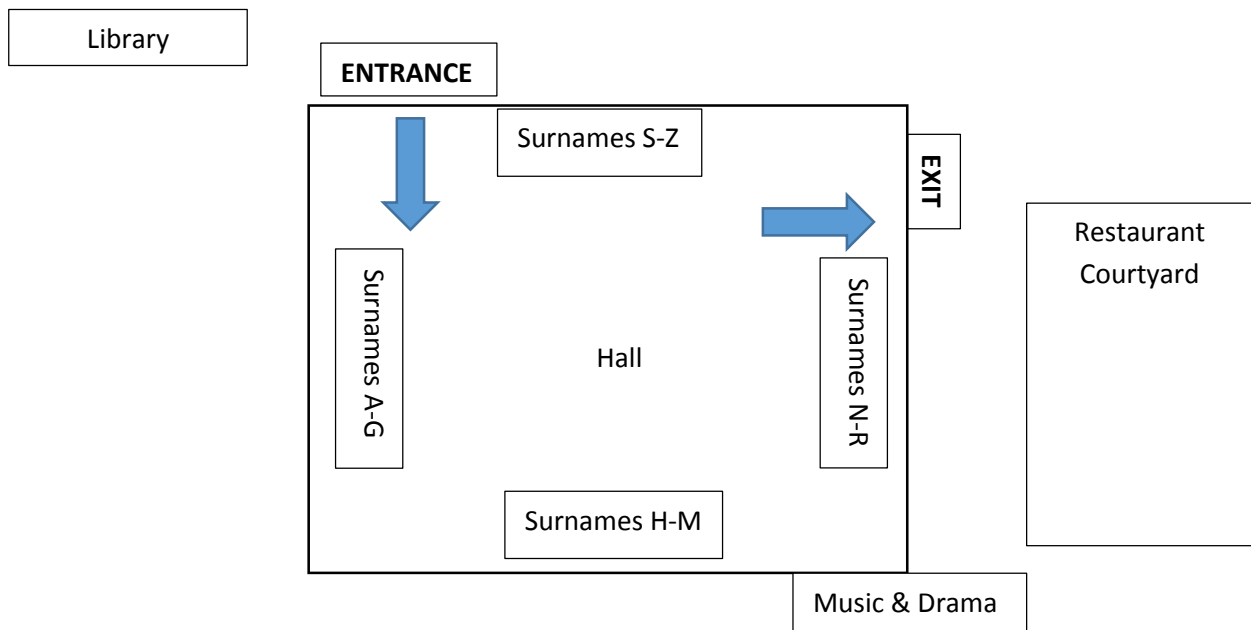 Library
ENTRANCE
Surnames S-Z
EXIT
Restaurant
Courtyard
Surnames A-G
Hall
Surnames N-R
Surnames H-M
Music & Drama